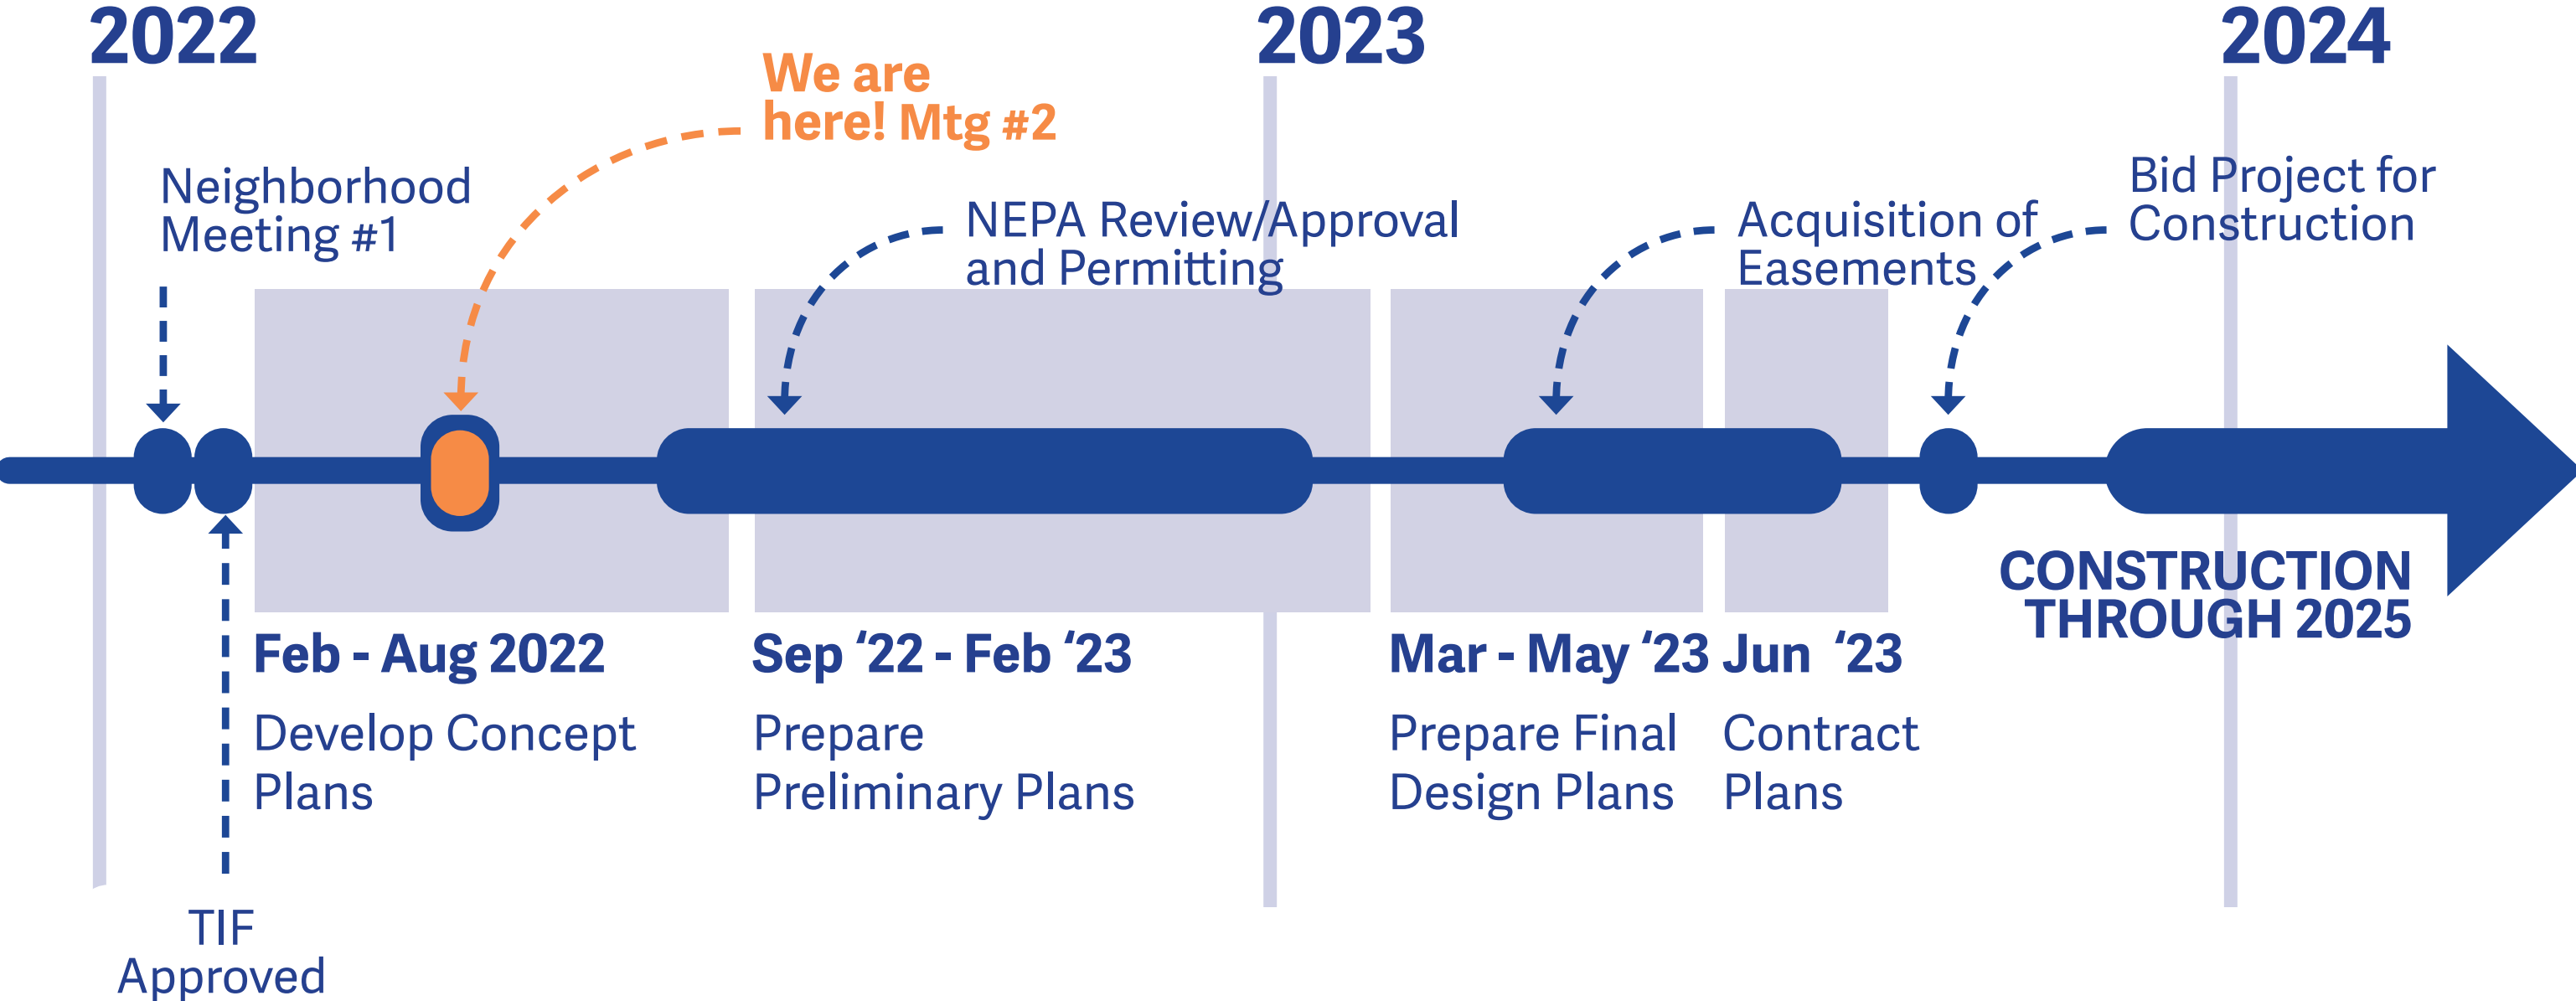 2022
2023
2024
We are
here! Mtg #2
Neighborhood
Meeting #1
NEPA Review/Approval
and Permitting
Acquisition of
Easements
Bid Project for
Construction
CONSTRUCTION
THROUGH 2025
Feb - Aug 2022
Develop Concept
Plans
Sep ‘22 - Feb ‘23
Prepare
Preliminary Plans
Mar - May ‘23
Prepare Final
Design Plans
Jun ‘23
Contract
Plans
TIF
Approved